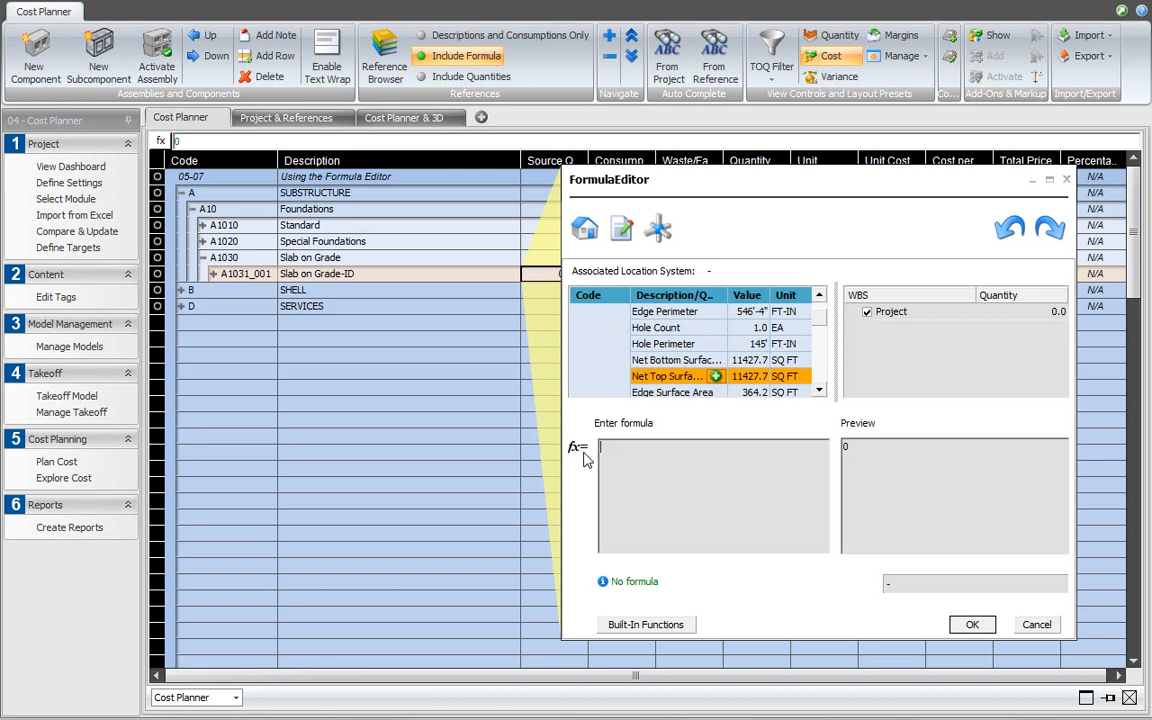 Cost Planner
New Component
New Subcomponent
Activate Assembly
Up
Down
Add Note
Add Row
Delete
Enable Text Wrap
Assemblies and Components
Reference Browser
Descriptions and Consumptions Only
Include Formula
Include Quantities
References
Navigate
From Project
From Reference
Auto Complete
TOQ Filter
Quantity
Cost
Variance
Margins
Manage
View Controls and Layout Presets
Co...
Show
Add
Activate
Add-Ons & Markup
Import
Export
Import/Export
04 - Cost Planner
1 Project
View Dashboard
Define Settings
Select Module
Import from Excel
Compare & Update
Define Targets
2 Content
Edit Tags
3 Model Management
Manage Models
4 Takeoff
Takeoff Model
Manage Takeoff
5 Cost Planning
Plan Cost
Explore Cost
6 Reports
Create Reports
Cost Planner Project & References Cost Planner & 3D
fx 0
Code Description Source Q Consump Waste/Fa Quantity Unit Unit Cost Cost per Total Price Percenta..
05-07 Using the Formula Editor N/A
A SUBSTRUCTURE N/A
A10 Foundations N/A
A1010 Standard N/A
A1020 Special Foundations N/A
A1030 Slab on Grade N/A
A1031_001 Slab on Grade-ID N/A
B SHELL N/A
D SERVICES N/A
FormulaEditor
Associated Location System: -
Code Description/Q.. Value Unit
Edge Perimeter 546'-4" FT-IN
Hole Count 1.0 EA
Hole Perimeter 145' FT-IN
Net Bottom Surfac... 11427.7 SQ FT
Net Top Surfa... 11427.7 SQ FT
Edge Surface Area 364.2 SQ FT
WBS Quantity
Project 0.0
Enter formula
fx=
Preview
0
No formula
-
Built-In Functions
OK
Cancel
Cost Planner